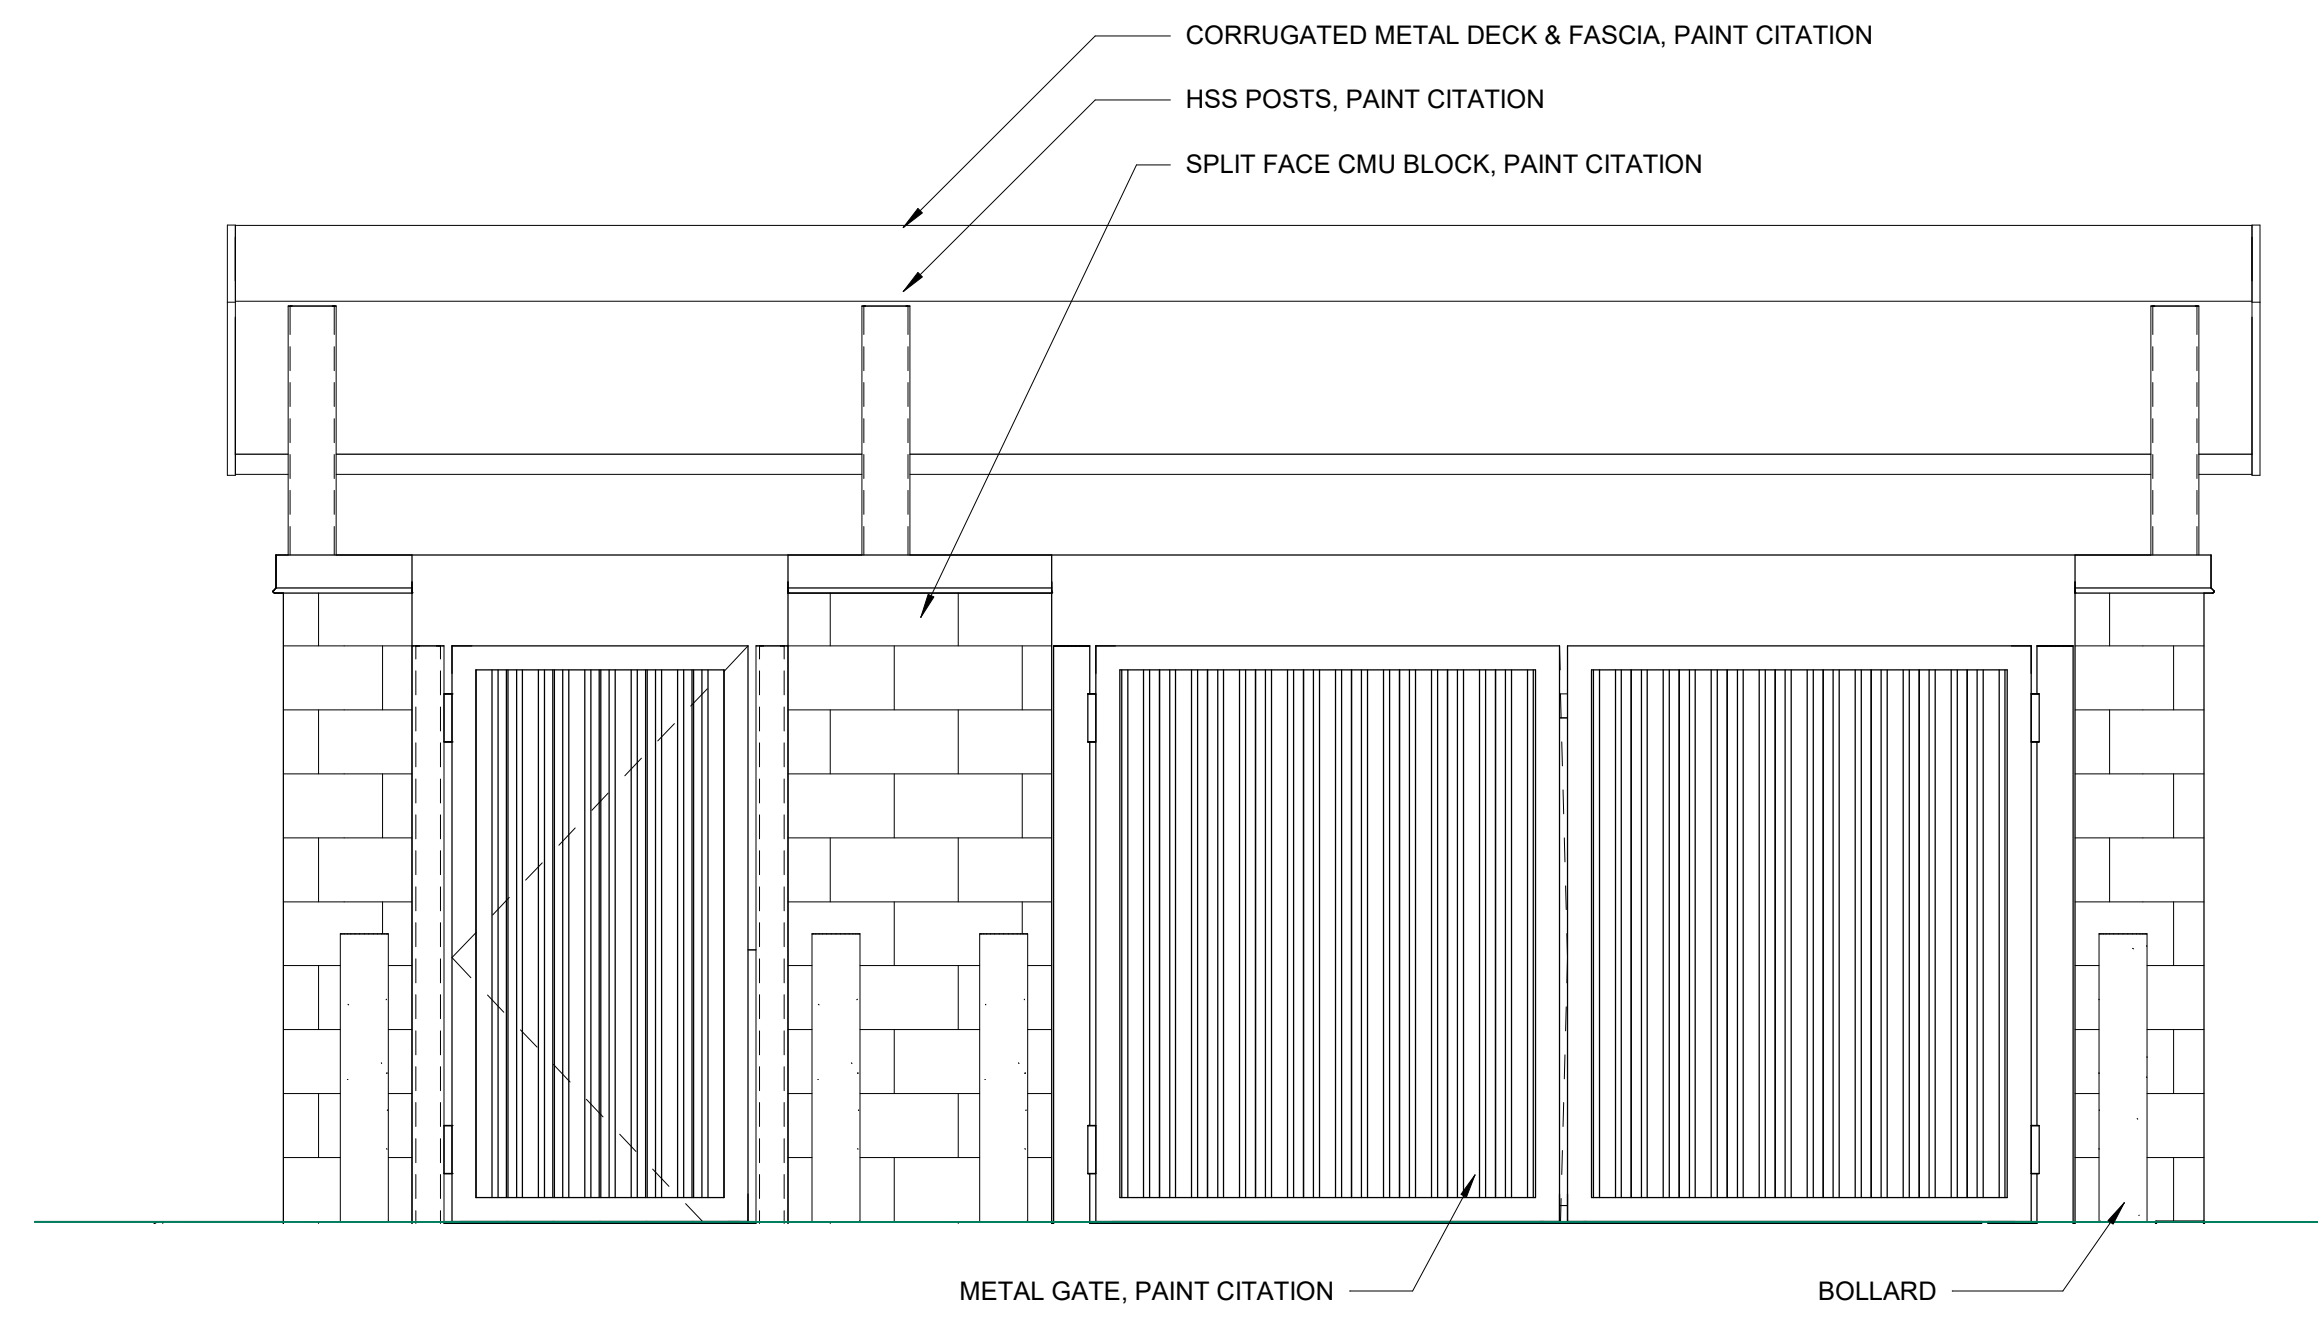 CORRUGATED METAL DECK & FASCIA, PAINT CITATION
HSS POSTS, PAINT CITATION
SPLIT FACE CMU BLOCK, PAINT CITATION
METAL GATE, PAINT CITATION
BOLLARD